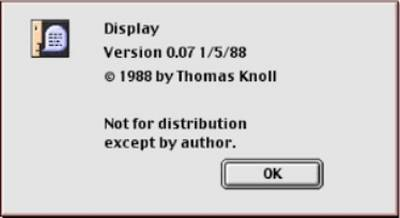 Display
Version 0.07 1/5/88
© 1988 by Thomas Knoll
Not for distribution
except by author.
OK